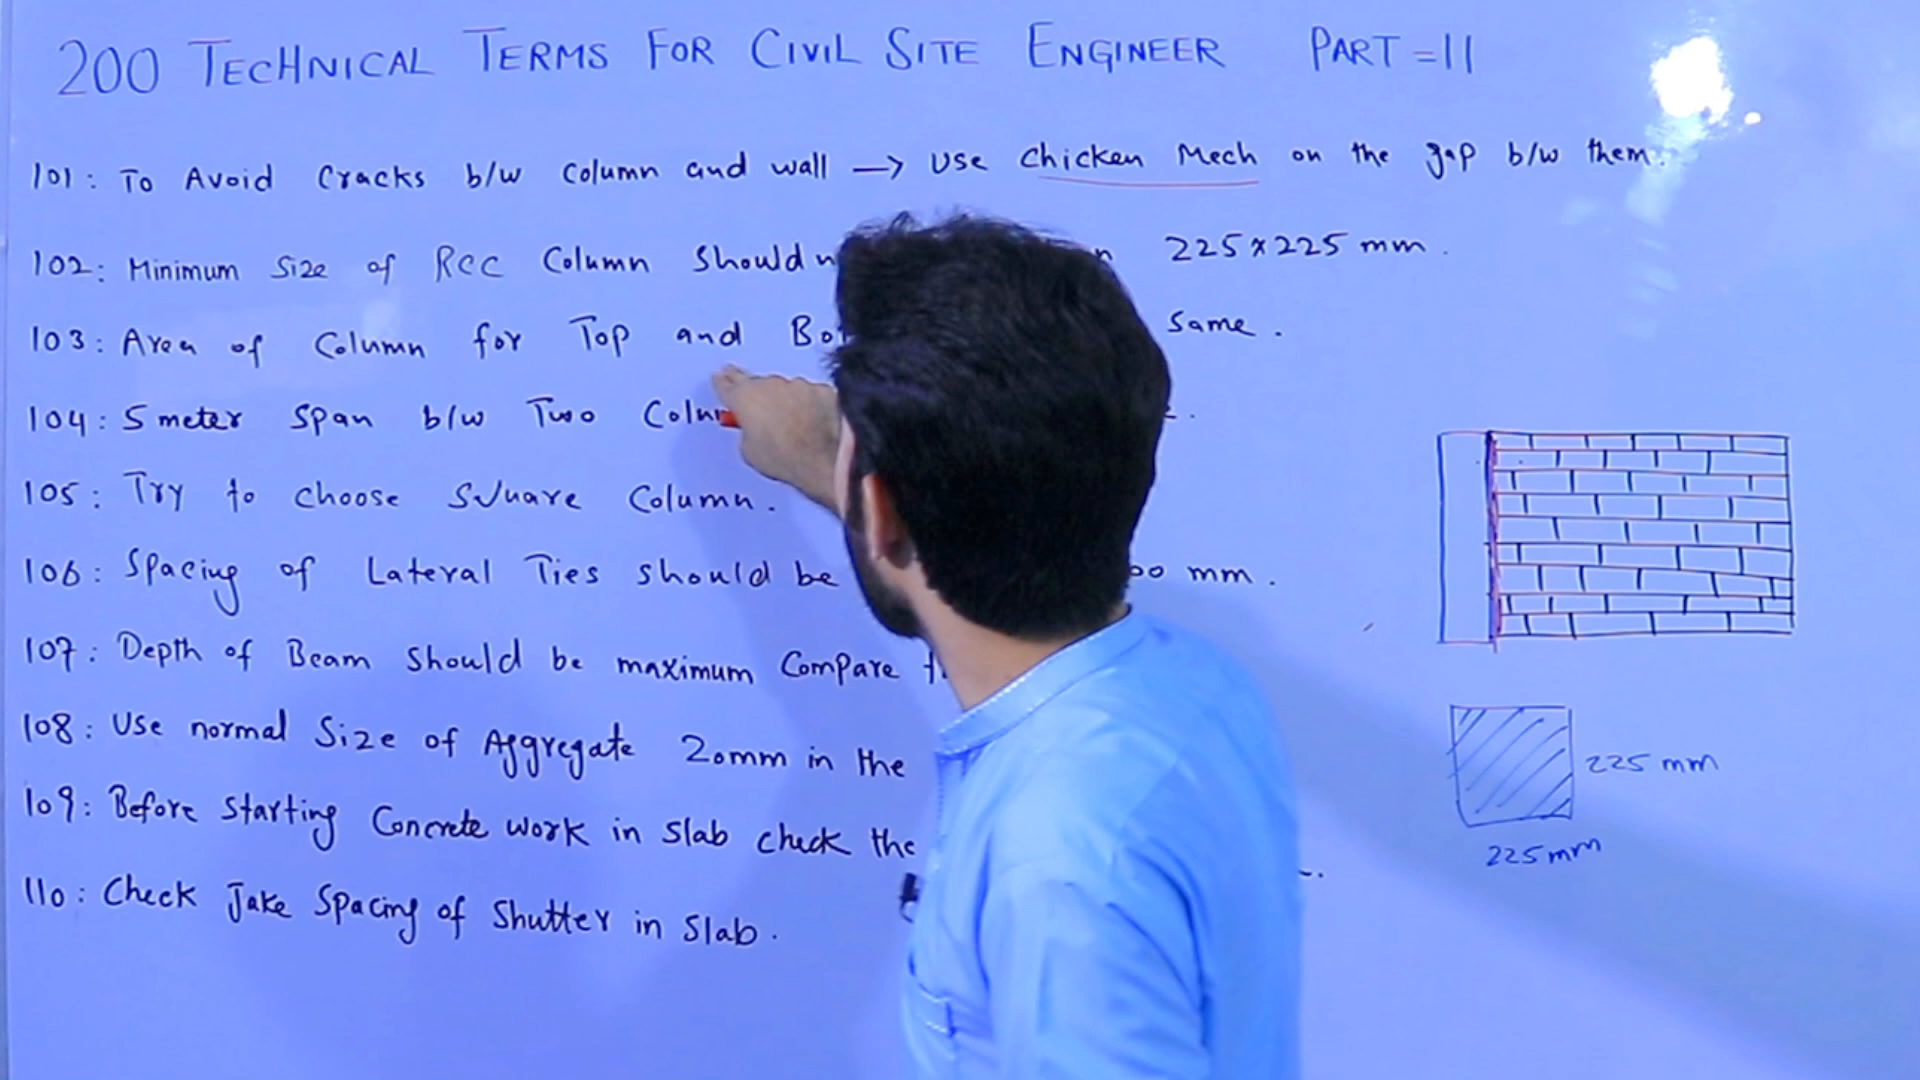 200 TECHNICAL TERMS FOR CIVIL SITE ENGINEER PART=11
101: To Avoid Cracks b/w Column and wall → Use Chicken Mech on the gap b/w them.
102: Minimum Size of RCC Column Should 225x225 mm.
103: Area of Column for Top and Same.
104: 5 meter Span b/w Two
105: Try to choose Square Column.
106: Spacing of Lateral Ties should be mm.
107: Depth of Beam Should be maximum Compare
108: Use normal Size of Aggregate 20mm in the
109: Before Starting Concrete work in Slab check the
110: Check Jake Spacing of Shutter in Slab.
225 mm
225mm